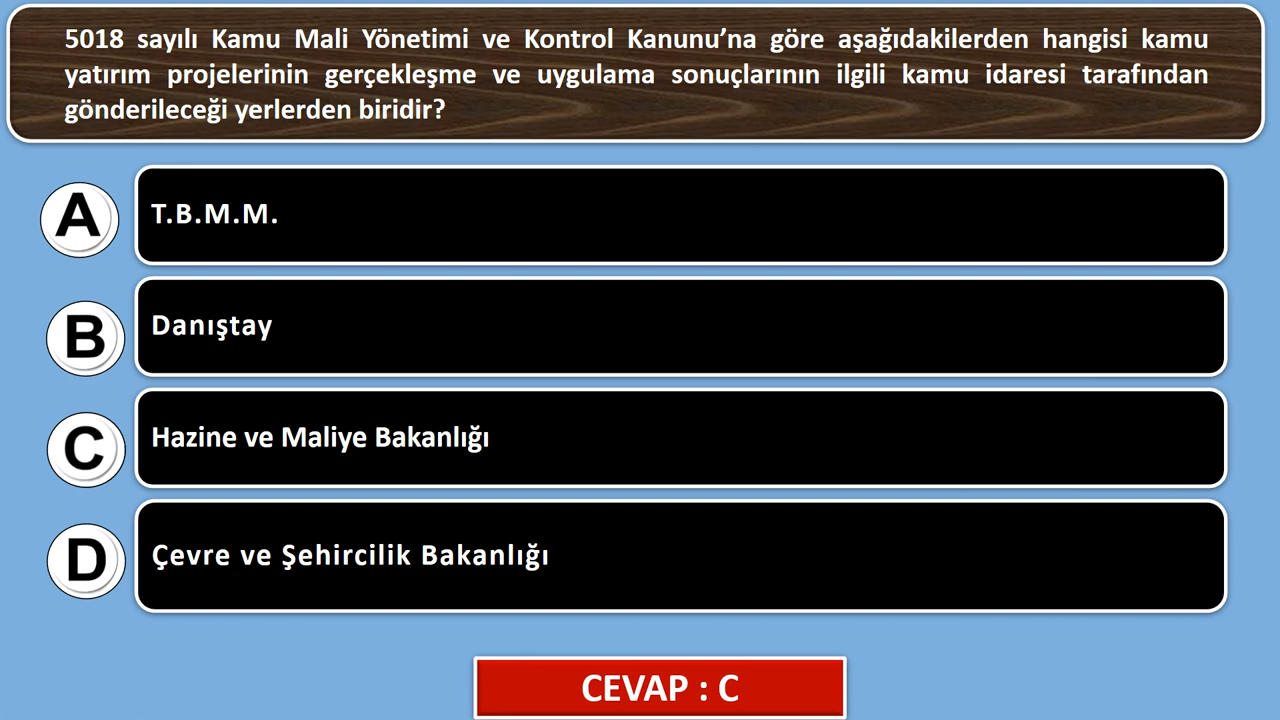 5018 sayılı Kamu Mali Yönetimi ve Kontrol Kanunu’na göre aşağıdakilerden hangisi kamu
yatırım projelerinin gerçekleşme ve uygulama sonuçlarının ilgili kamu idaresi tarafından
gönderileceği yerlerden biridir?
A T.B.M.M.
B Danıştay
C Hazine ve Maliye Bakanlığı
D Çevre ve Şehircilik Bakanlığı
CEVAP : C